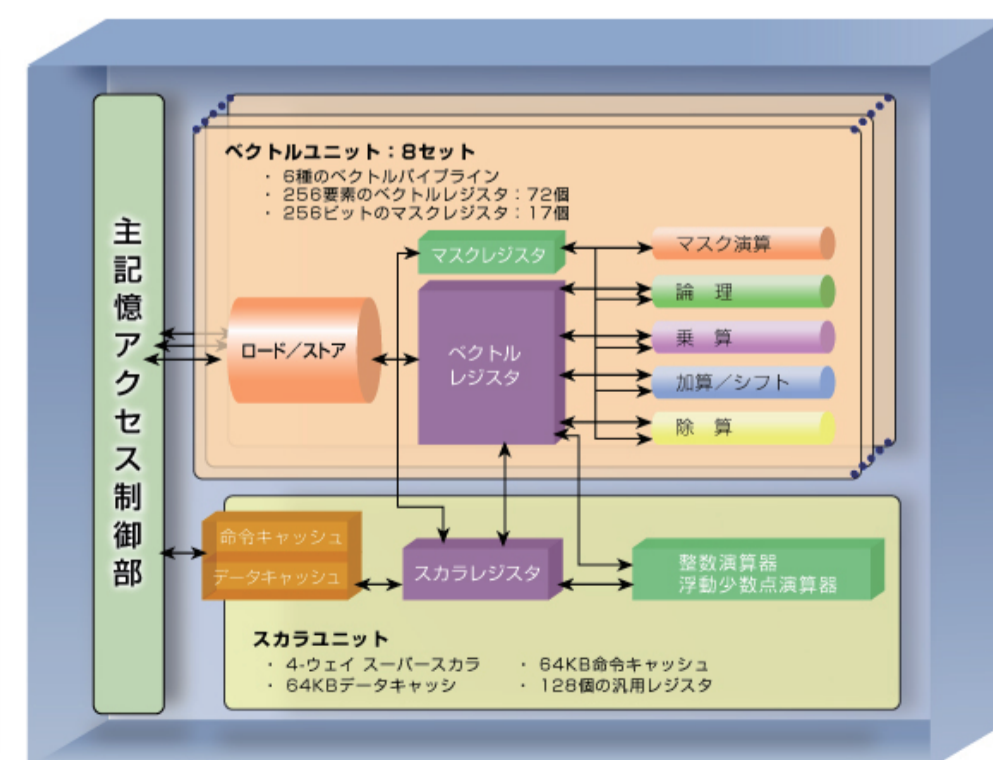 主記憶アクセス制御部
ベクトルユニット：8セット
・ 6種のベクトルパイプライン
・ 256要素のベクトルレジスタ：72個
・ 256ビットのマスクレジスタ：17個
マスクレジスタ
マスク演算
論　理
ロード／ストア
ベクトル
レジスタ
乗　算
加算／シフト
除　算
命令キャッシュ
データキャッシュ
スカラレジスタ
整数演算器
浮動少数点演算器
スカラユニット
・ 4-ウェイ スーパースカラ
・ 64KB命令キャッシュ
・ 64KBデータキャッシ
・ 128個の汎用レジスタ